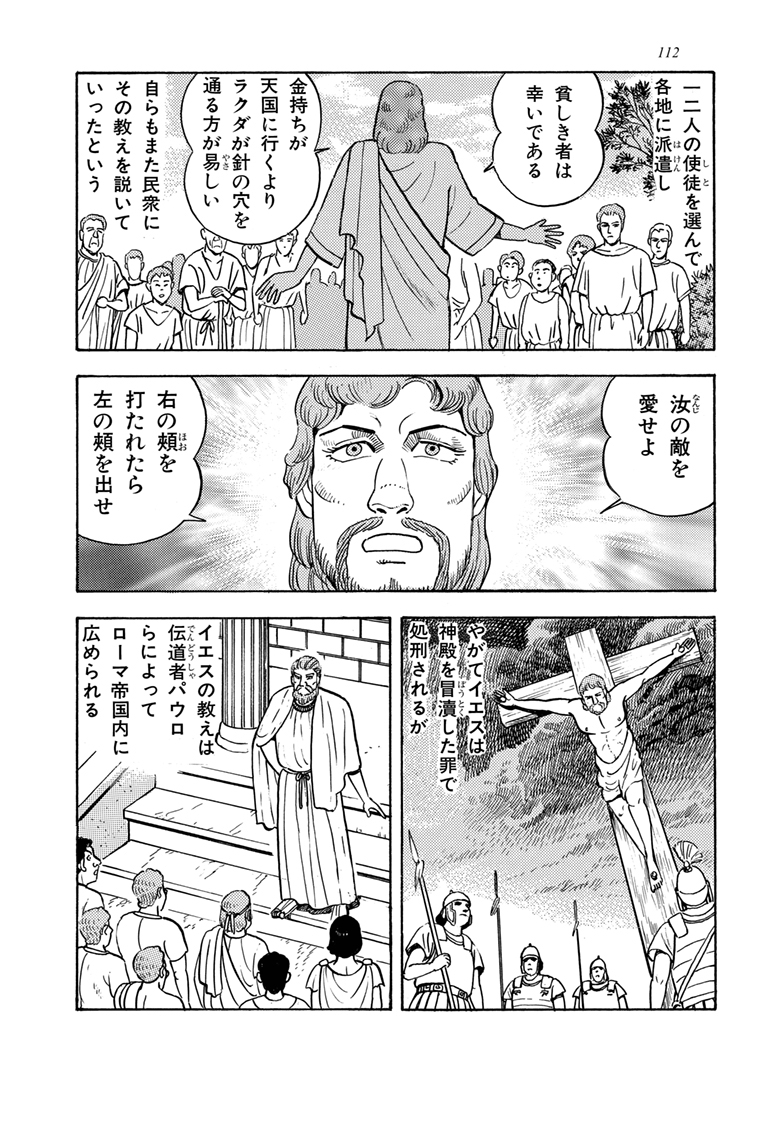 112
一二人の使徒を選んで
各地に派遣し
貧しき者は
幸いである
金持ちが
天国に行くより
ラクダが針の穴を
通る方が易しい
自らもまた民衆に
その教えを説いて
いったという
汝の敵を
愛せよ
右の頰を
打たれたら
左の頰を出せ
やがてイエスは
神殿を冒瀆した罪で
処刑されるが
イエスの教えは
伝道者パウロ
らによって
ローマ帝国内に
広められる